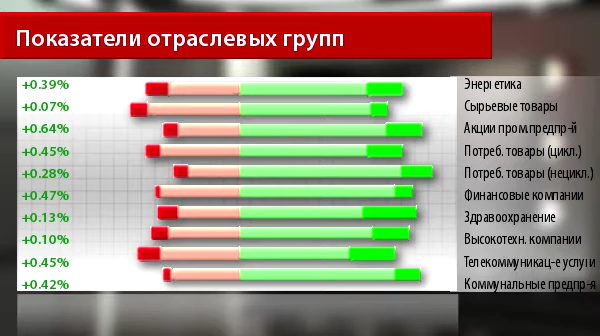 Показатели отраслевых групп
+0.39% Энергетика
+0.07% Сырьевые товары
+0.64% Акции пром.предпр-й
+0.45% Потреб. товары (цикл.)
+0.28% Потреб. товары (нецикл.)
+0.47% Финансовые компании
+0.13% Здравоохранение
+0.10% Высокотехн. компании
+0.45% Телекоммуникац-е услуги
+0.42% Коммунальные предпр-я